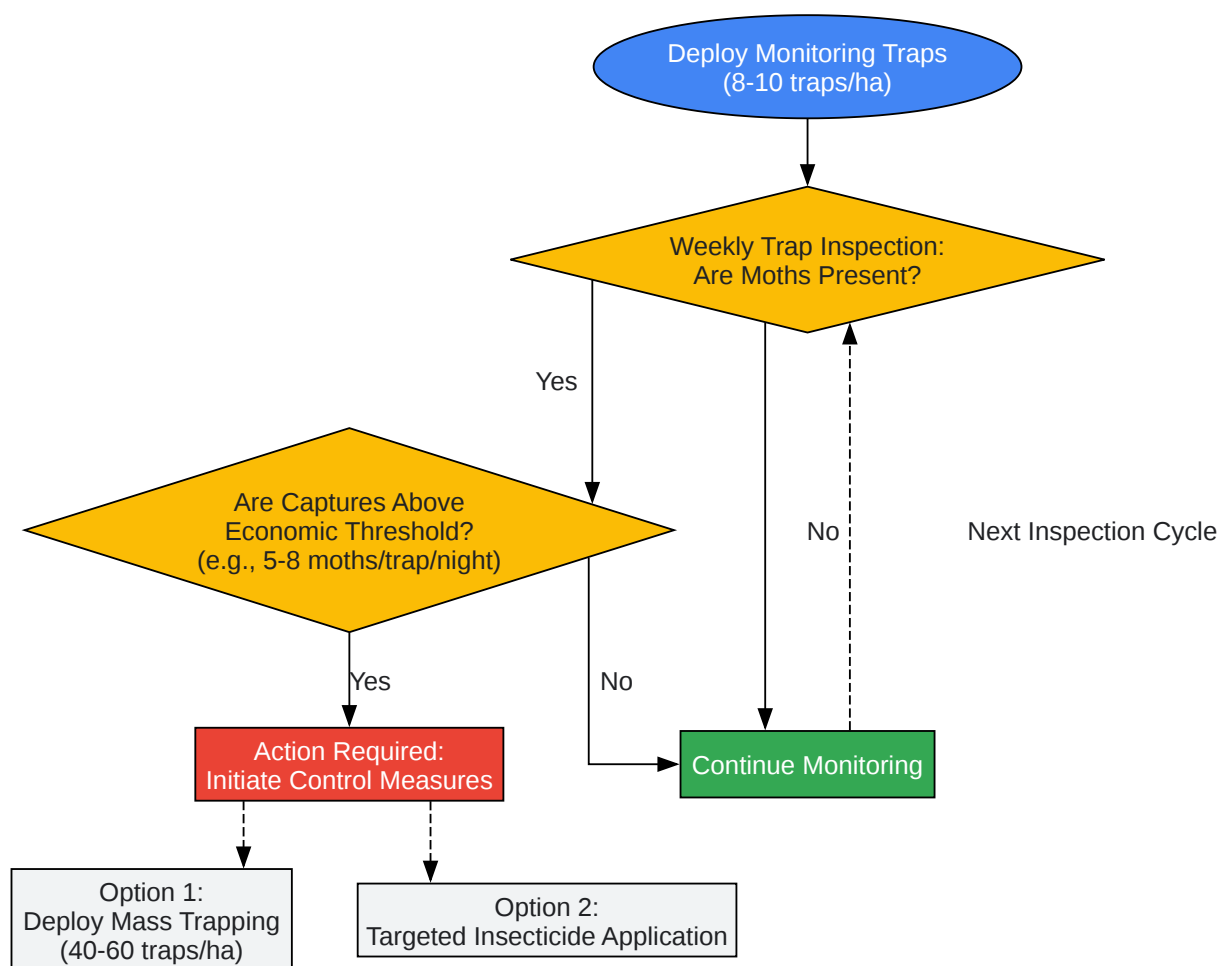 Deploy Monitoring Traps
(8-10 traps/ha)
Weekly Trap Inspection:
Are Moths Present?
Yes
Are Captures Above
Economic Threshold?
(e.g., 5-8 moths/trap/night)
No
Next Inspection Cycle
Yes
No
Action Required:
Initiate Control Measures
Continue Monitoring
Option 1:
Deploy Mass Trapping
(40-60 traps/ha)
Option 2:
Targeted Insecticide Application